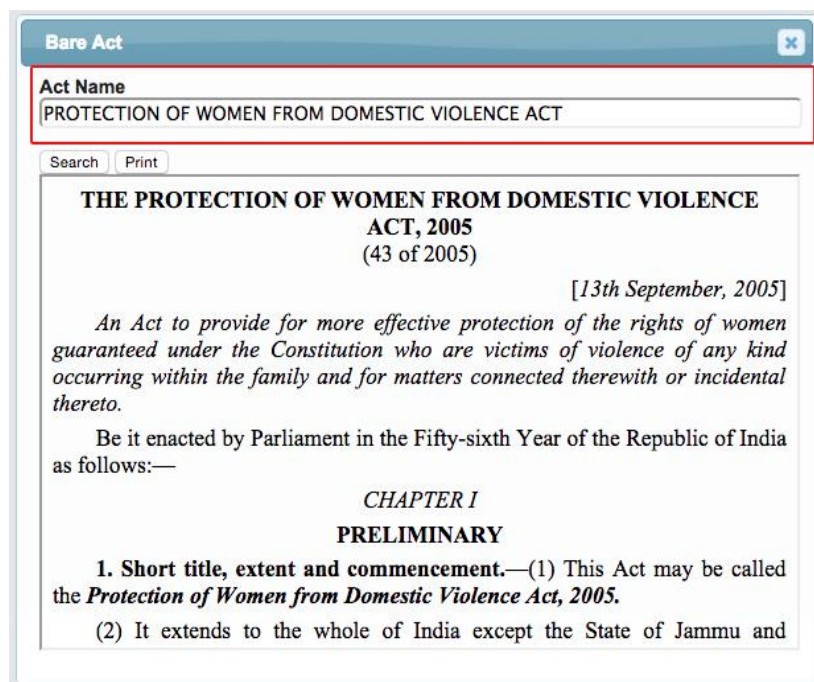 Bare Act
Act Name
PROTECTION OF WOMEN FROM DOMESTIC VIOLENCE ACT
Search Print
THE PROTECTION OF WOMEN FROM DOMESTIC VIOLENCE
ACT, 2005
(43 of 2005)
[13th September, 2005]
An Act to provide for more effective protection of the rights of women
guaranteed under the Constitution who are victims of violence of any kind
occurring within the family and for matters connected therewith or incidental
thereto.
Be it enacted by Parliament in the Fifty-sixth Year of the Republic of India
as follows:—
CHAPTER I
PRELIMINARY
1. Short title, extent and commencement.—(1) This Act may be called
the Protection of Women from Domestic Violence Act, 2005.
(2) It extends to the whole of India except the State of Jammu and